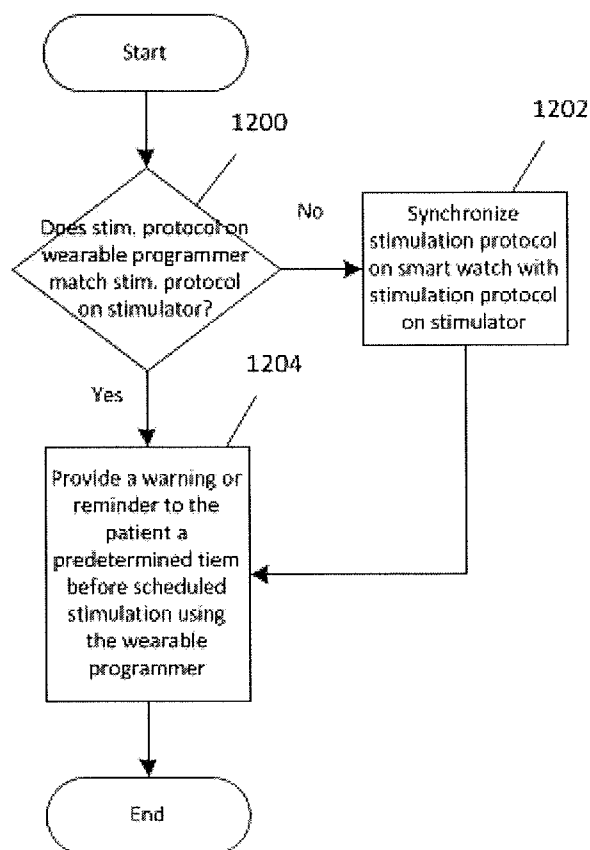 Start
1200
1202
Does stim. protocol on
wearable programmer
match stim. protocol
on stimulator?
No
Synchronize
stimulation protocol
on smart watch with
stimulation protocol
on stimulator
Yes
1204
Provide a warning or
reminder to the
patient a
predetermined tiem
before scheduled
stimulation using
the wearable
programmer
End